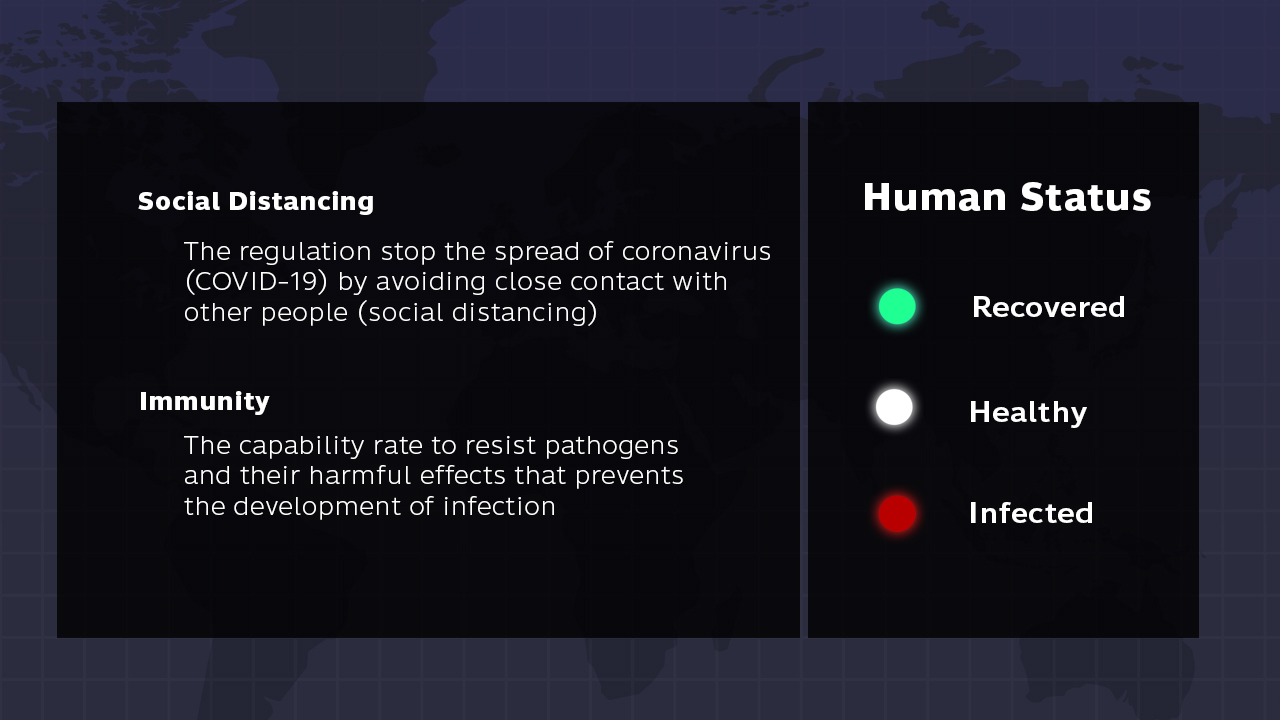 Social Distancing
The regulation stop the spread of coronavirus
(COVID-19) by avoiding close contact with
other people (social distancing)
Immunity
The capability rate to resist pathogens
and their harmful effects that prevents
the development of infection
Human Status
Recovered
Healthy
Infected